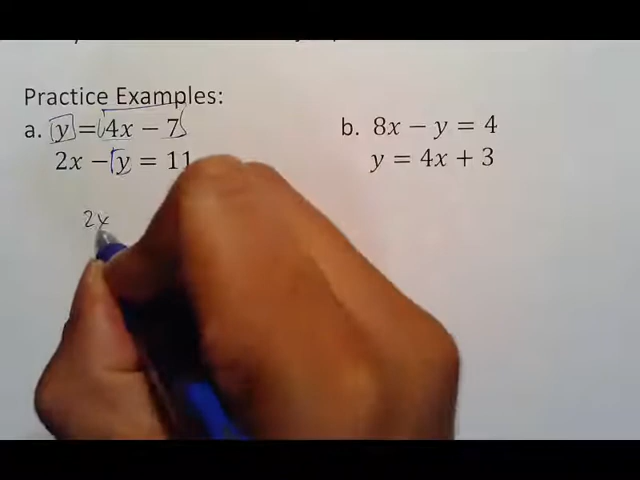 Practice Examples:
a. y = (4x − 7)
2x − y = 11
2x
b. 8x − y = 4
y = 4x + 3